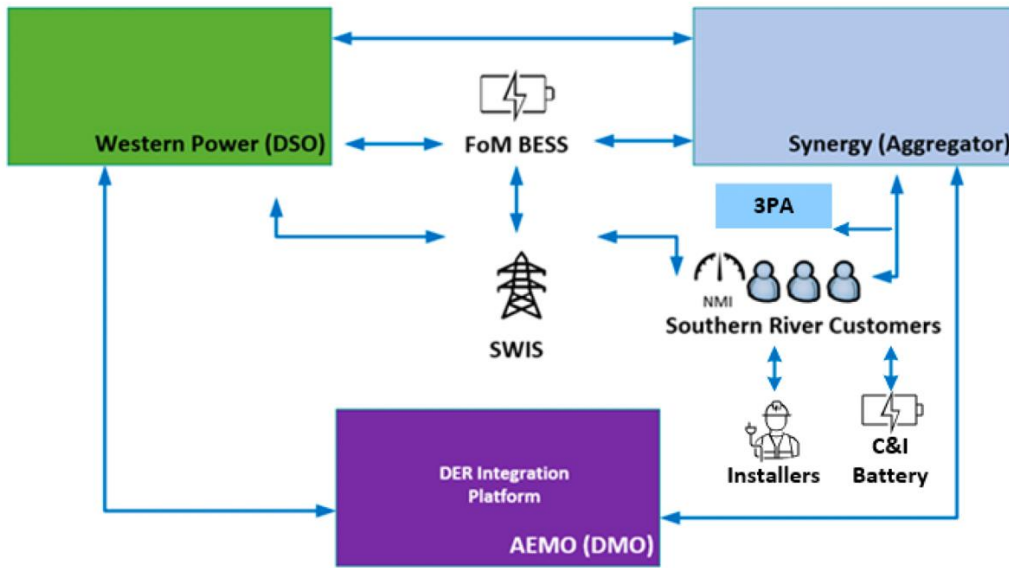 Western Power (DSO)
FoM BESS
Synergy (Aggregator)
3PA
NMI
Southern River Customers
SWIS
Installers
C&I
Battery
DER Integration
Platform
AEMO (DMO)